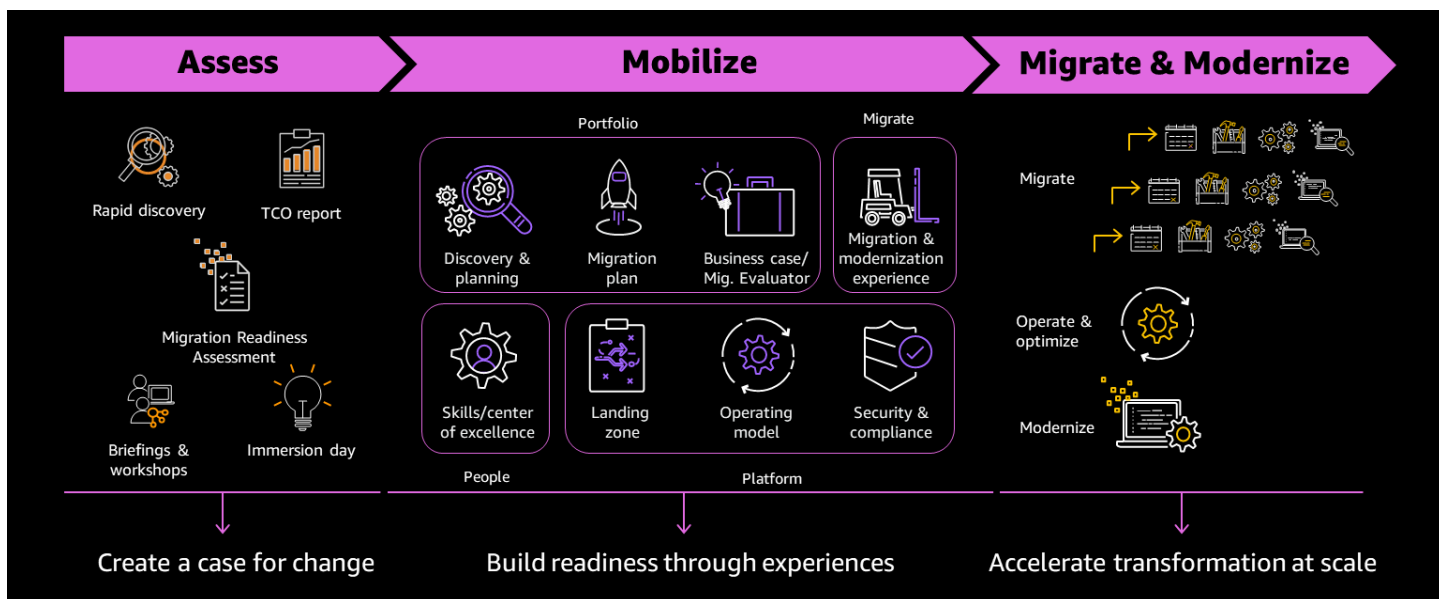 Assess
Mobilize
Migrate & Modernize
Rapid discovery
TCO report
Migration Readiness
Assessment
Briefings &
workshops
Immersion day
Portfolio
Migrate
Discovery &
planning
Migration
plan
Business case/
Mig. Evaluator
Migration &
modernization
experience
Skills/center
of excellence
Landing
zone
Operating
model
Security &
compliance
People
Platform
Migrate
Operate &
optimize
Modernize
Create a case for change
Build readiness through experiences
Accelerate transformation at scale